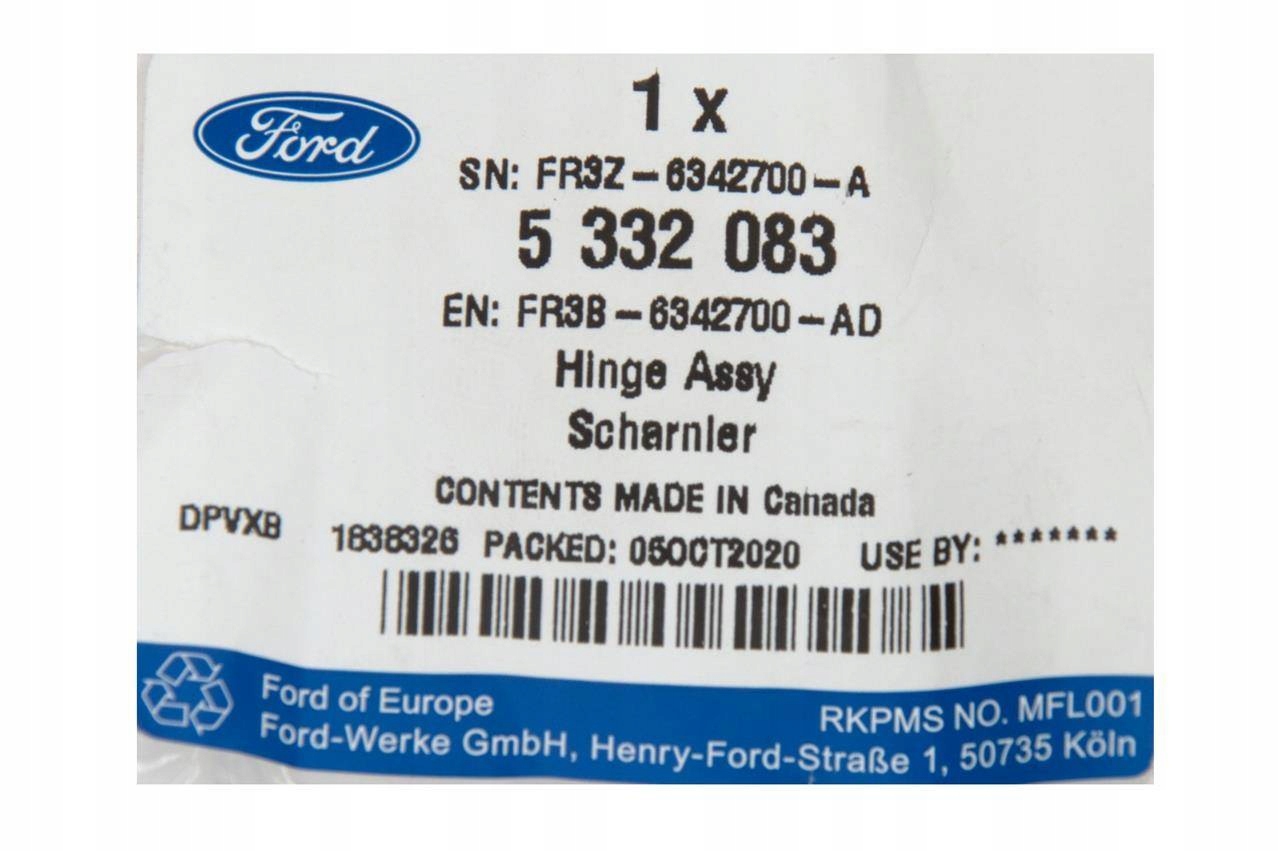 Ford
1 x
SN: FR3Z-6342700-A
5 332 083
EN: FR3B-6342700-AD
Hinge Assy
Scharnier
CONTENTS MADE IN Canada
DPVXB 1638326 PACKED: 05OCT2020 USE BY: *******
Ford of Europe RKPMS NO. MFL001
Ford-Werke GmbH, Henry-Ford-Straße 1, 50735 Köln